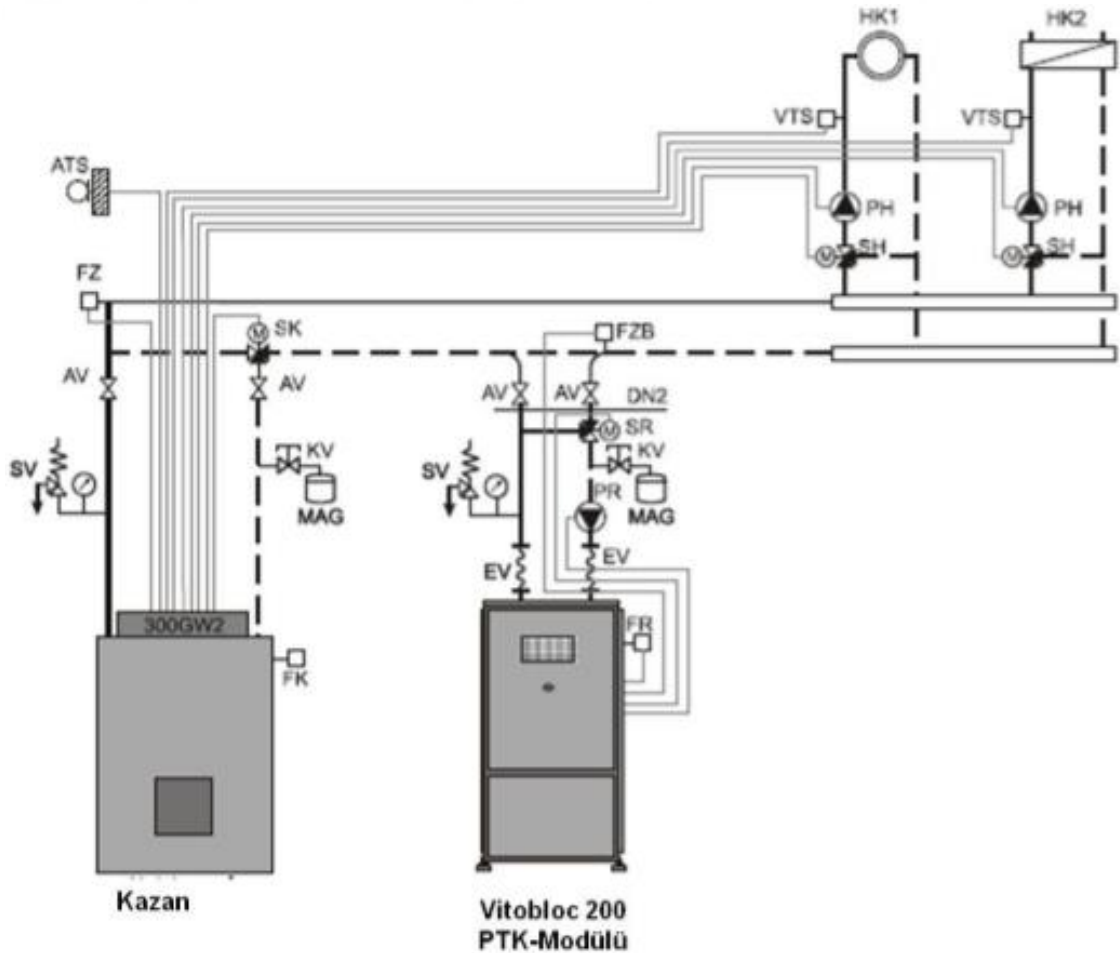 HK1
HK2
VTS
VTS
ATS
PH
PH
M
SH
M
SH
FZ
M
SK
FZB
AV
AV
AV
AV
DN2
M
SR
SV
KV
SV
KV
MAG
PR
MAG
EV
EV
300GW2
FR
FK
Kazan
Vitobloc 200
PTK-Modülü